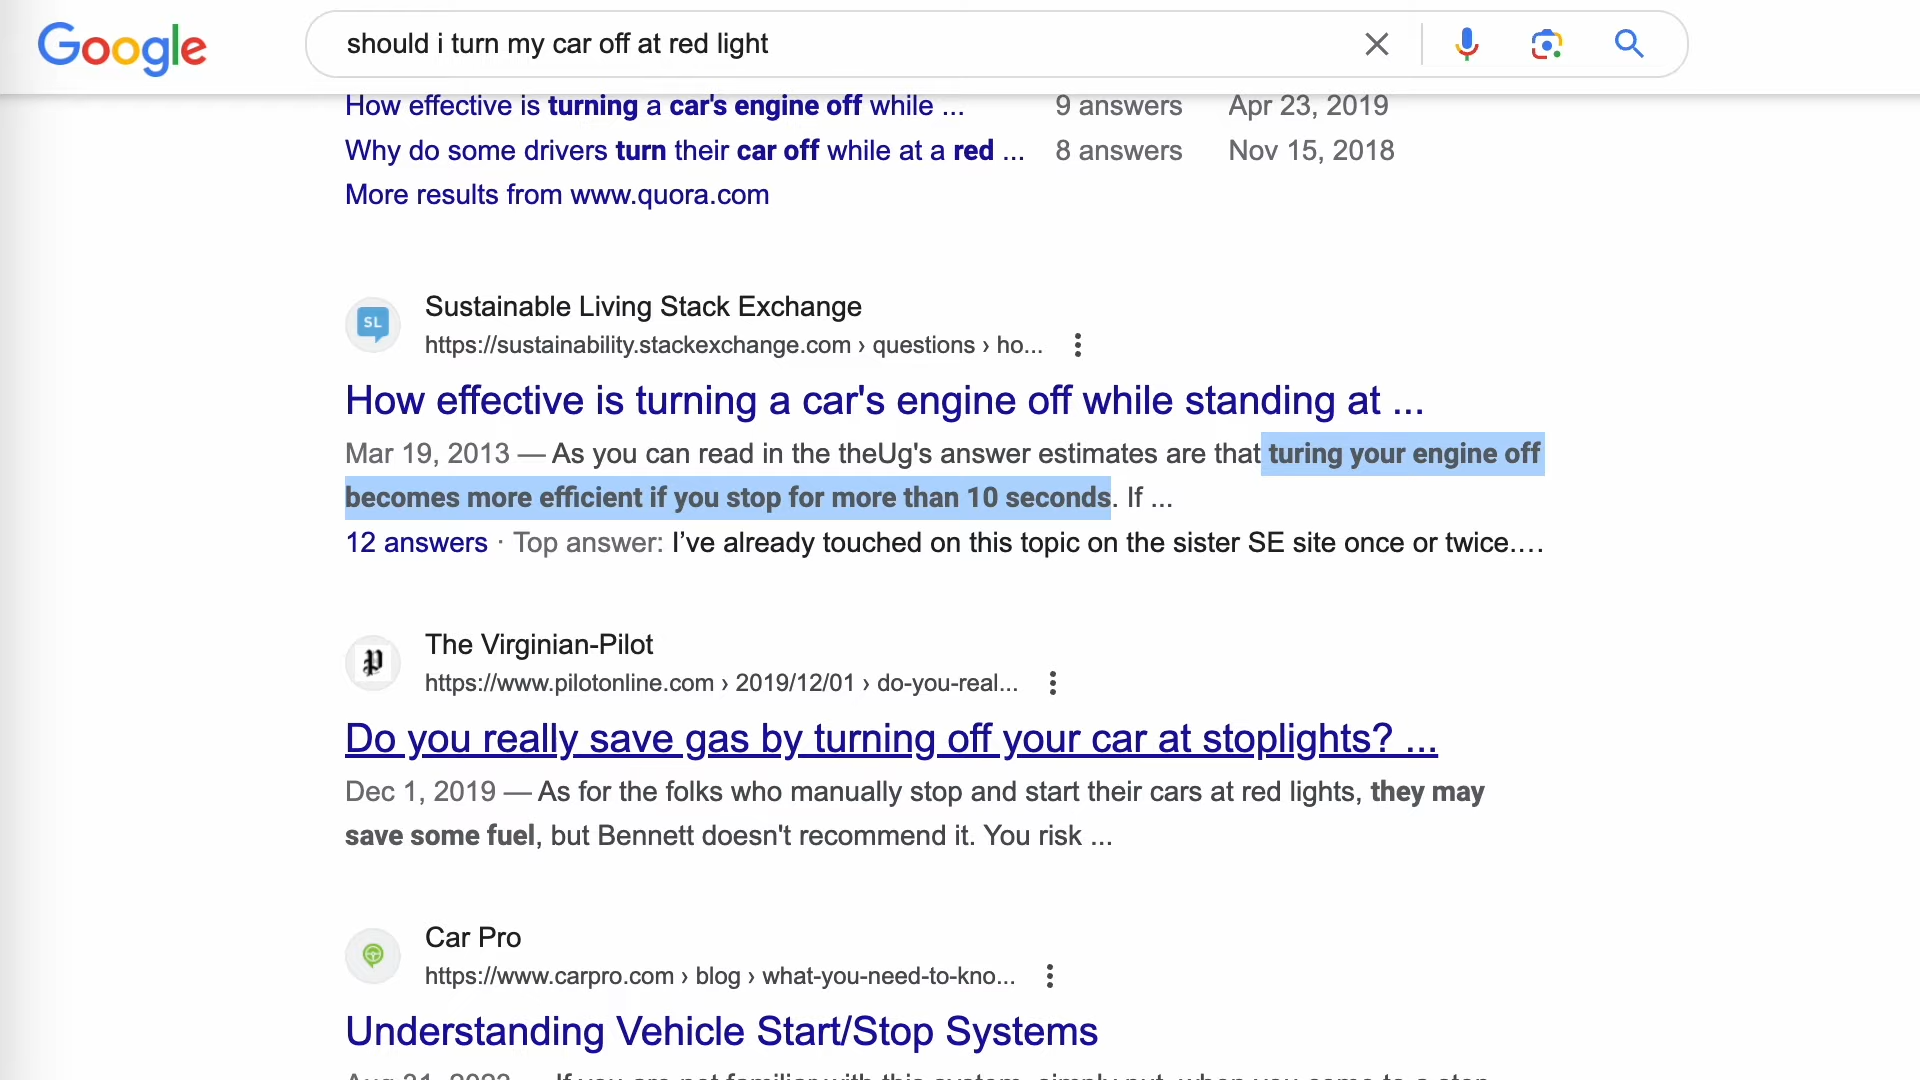 Google
should i turn my car off at red light
How effective is turning a car's engine off while ... 9 answers Apr 23, 2019
Why do some drivers turn their car off while at a red ... 8 answers Nov 15, 2018
More results from www.quora.com
SL
Sustainable Living Stack Exchange
https://sustainability.stackexchange.com › questions › ho...
How effective is turning a car's engine off while standing at ...
Mar 19, 2013 — As you can read in the theUg's answer estimates are that turing your engine off
becomes more efficient if you stop for more than 10 seconds. If ...
12 answers · Top answer: I’ve already touched on this topic on the sister SE site once or twice....
The Virginian-Pilot
https://www.pilotonline.com › 2019/12/01 › do-you-real...
Do you really save gas by turning off your car at stoplights? ...
Dec 1, 2019 — As for the folks who manually stop and start their cars at red lights, they may
save some fuel, but Bennett doesn't recommend it. You risk ...
Car Pro
https://www.carpro.com › blog › what-you-need-to-kno...
Understanding Vehicle Start/Stop Systems